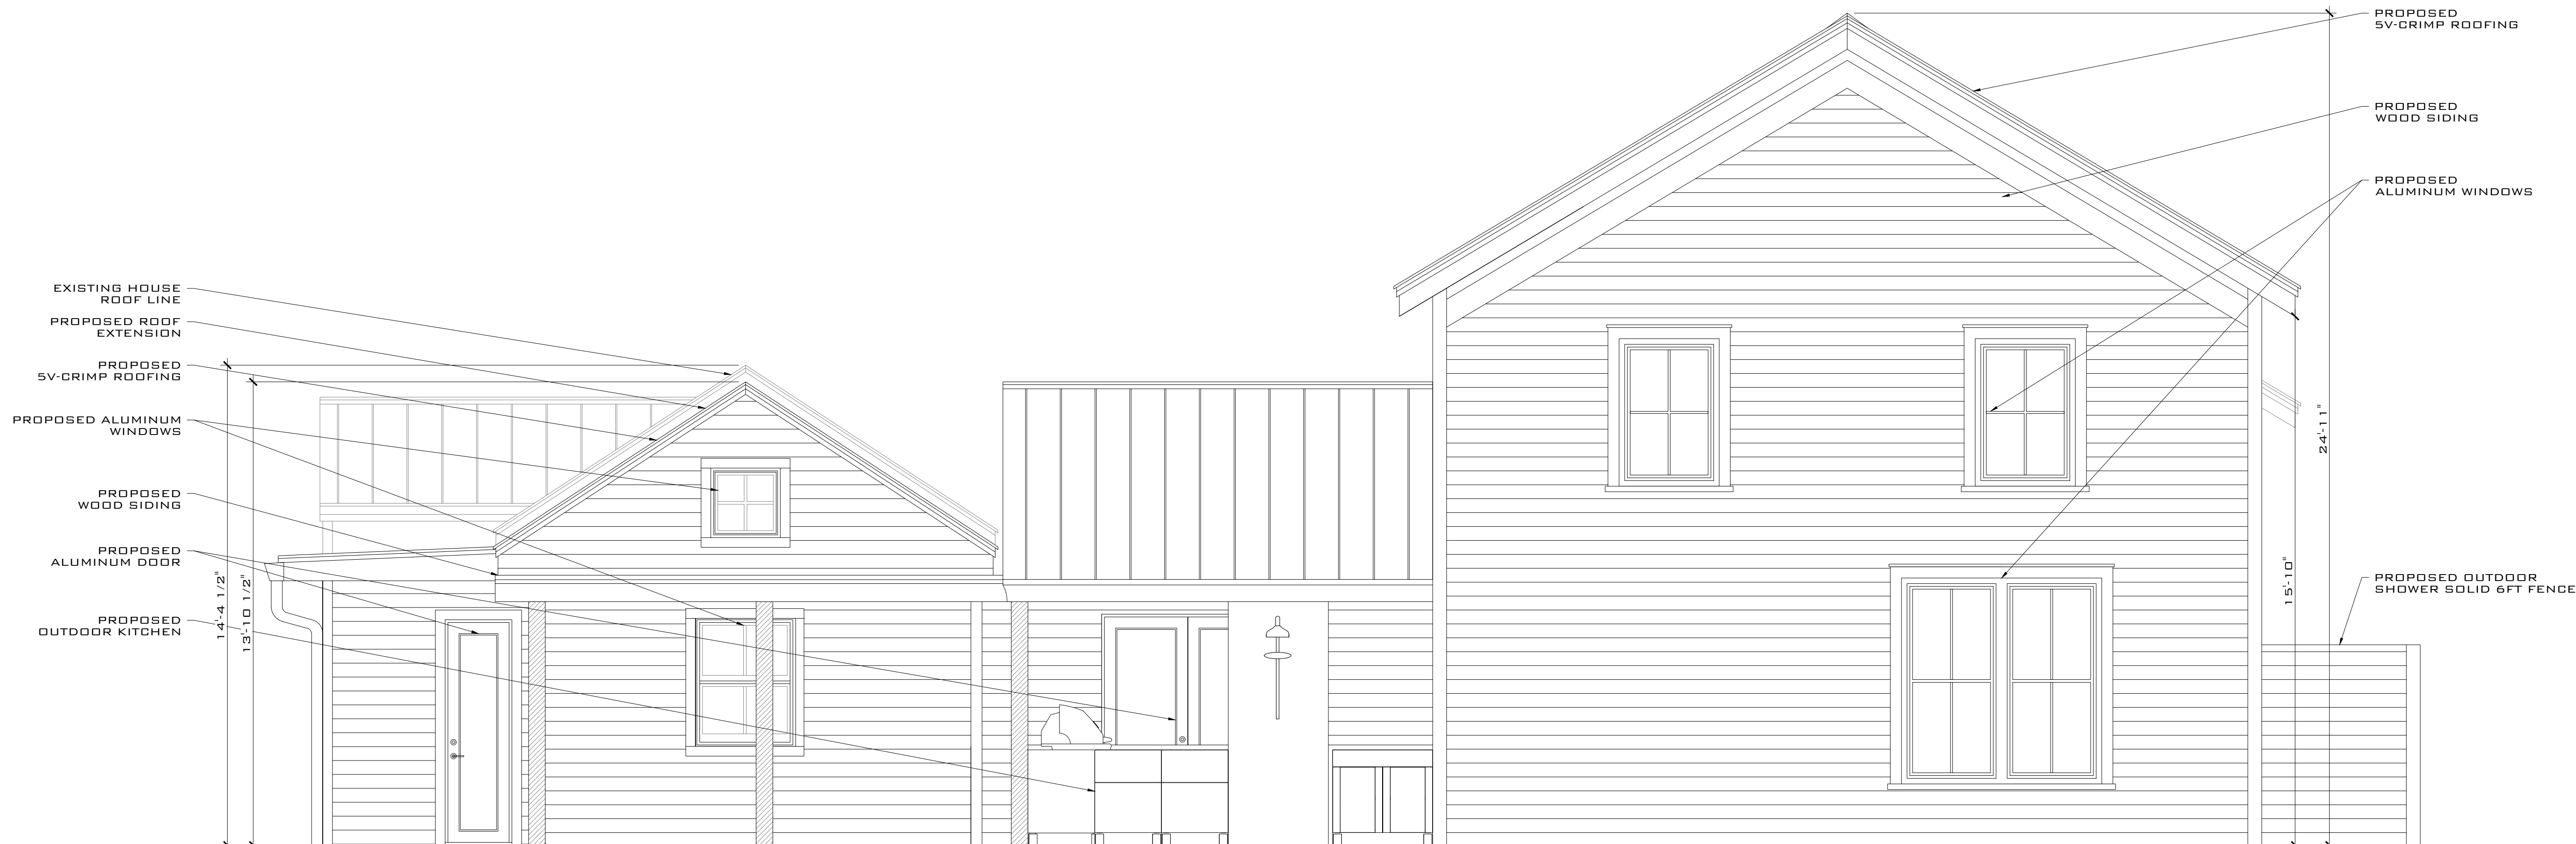 PROPOSED
5V-CRIMP ROOFING
PROPOSED
WOOD SIDING
PROPOSED
ALUMINUM WINDOWS
EXISTING HOUSE
ROOF LINE
PROPOSED ROOF
EXTENSION
PROPOSED
5V-CRIMP ROOFING
PROPOSED ALUMINUM
WINDOWS
PROPOSED
WOOD SIDING
PROPOSED
ALUMINUM DOOR
PROPOSED
OUTDOOR KITCHEN
14'-4 1/2"
13'-10 1/2"
24'-11"
15'-10"
PROPOSED OUTDOOR
SHOWER SOLID 6FT FENCE